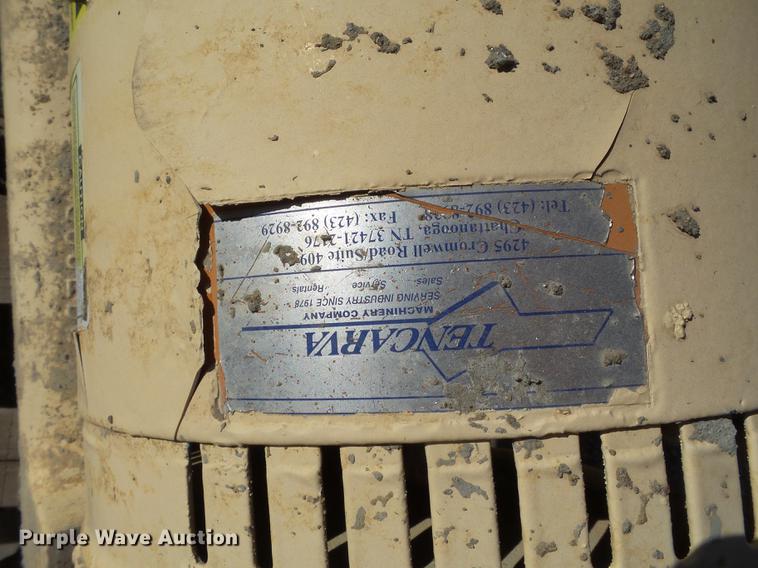 TENCARVA
MACHINERY COMPANY
SERVING INDUSTRY SINCE 1978
Sales Service Rentals
4295 Cromwell Road/Suite 409
Chattanooga, TN 37421-2176
Tel: (423) Fax: (423) 892-8929
Purple Wave Auction